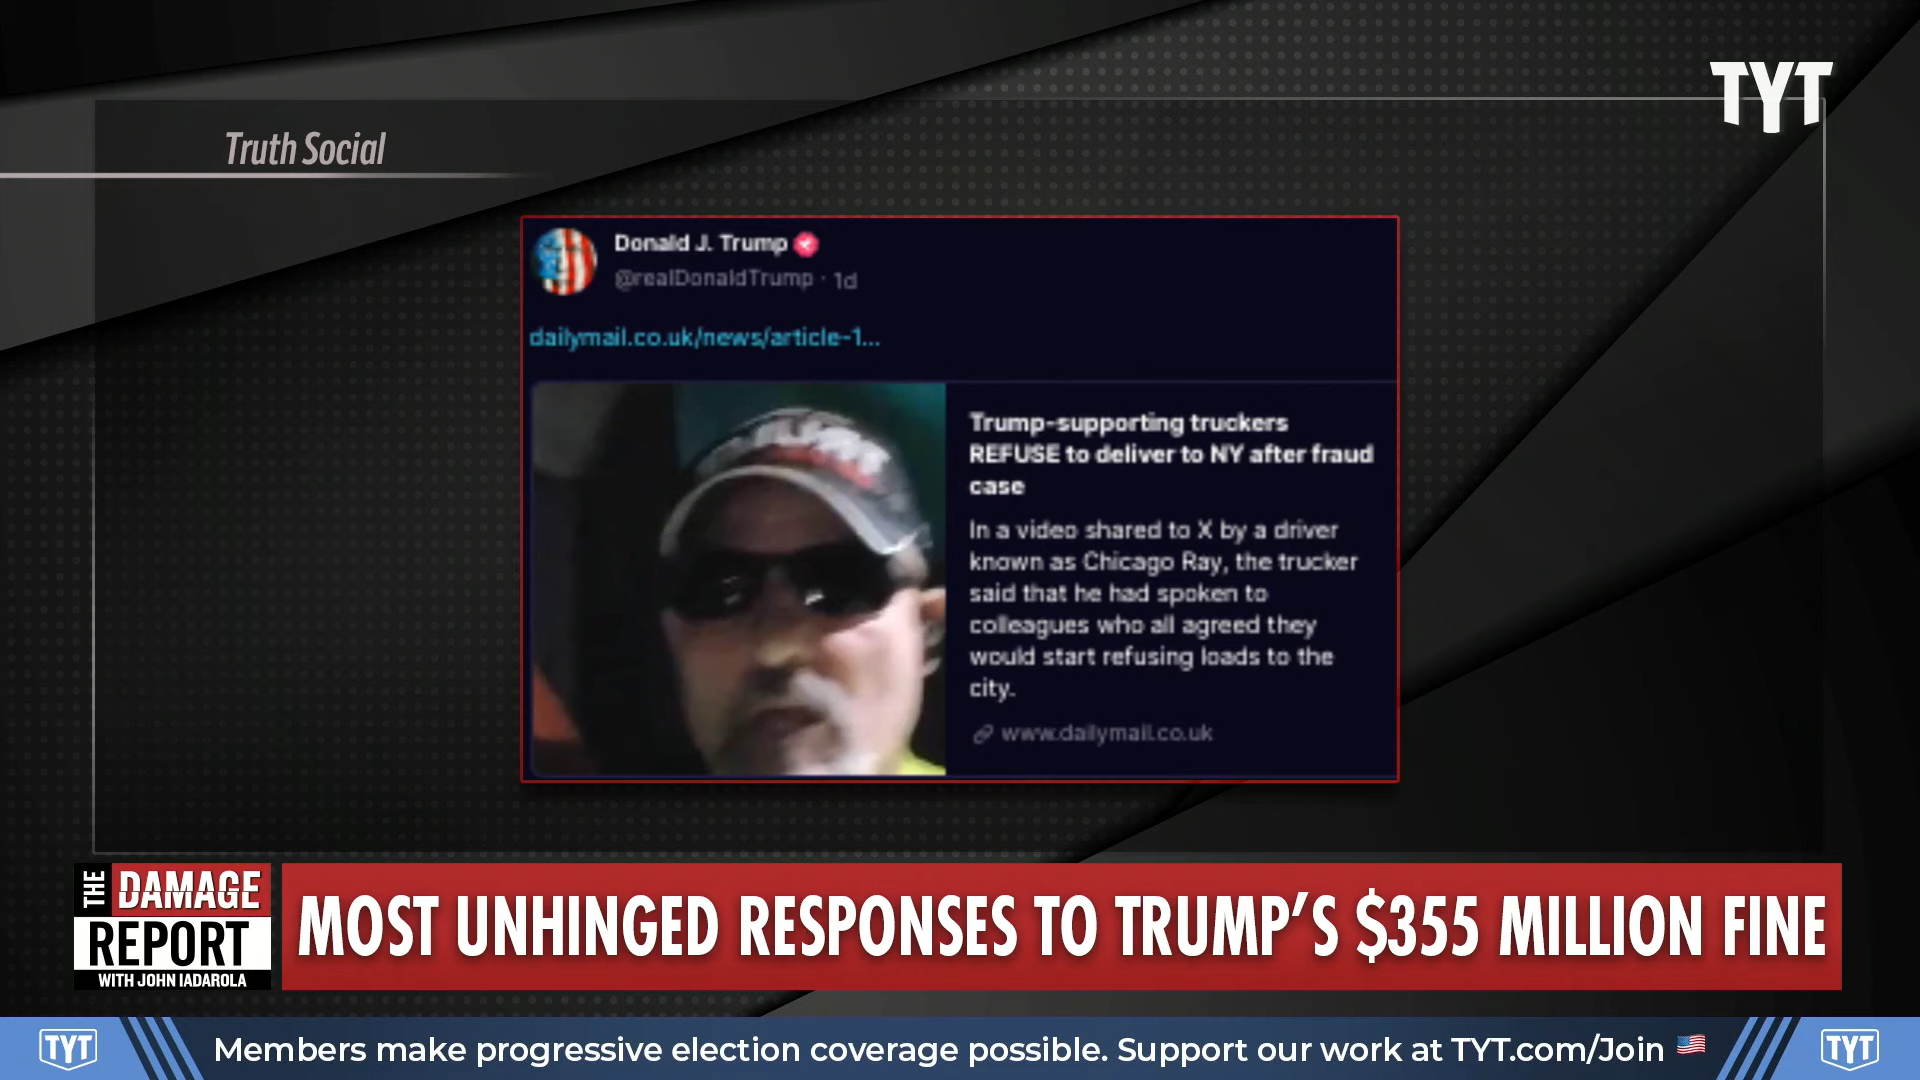 TYT
Truth Social
Donald J. Trump
@realDonaldTrump · 1d
dailymail.co.uk/news/article-1...
Trump-supporting truckers
REFUSE to deliver to NY after fraud
case
In a video shared to X by a driver
known as Chicago Ray, the trucker
said that he had spoken to
colleagues who all agreed they
would start refusing loads to the
city.
www.dailymail.co.uk
THE DAMAGE
REPORT
WITH JOHN IADAROLA
MOST UNHINGED RESPONSES TO TRUMP'S $355 MILLION FINE
TYT
Members make progressive election coverage possible. Support our work at TYT.com/Join 🇺🇸
TYT